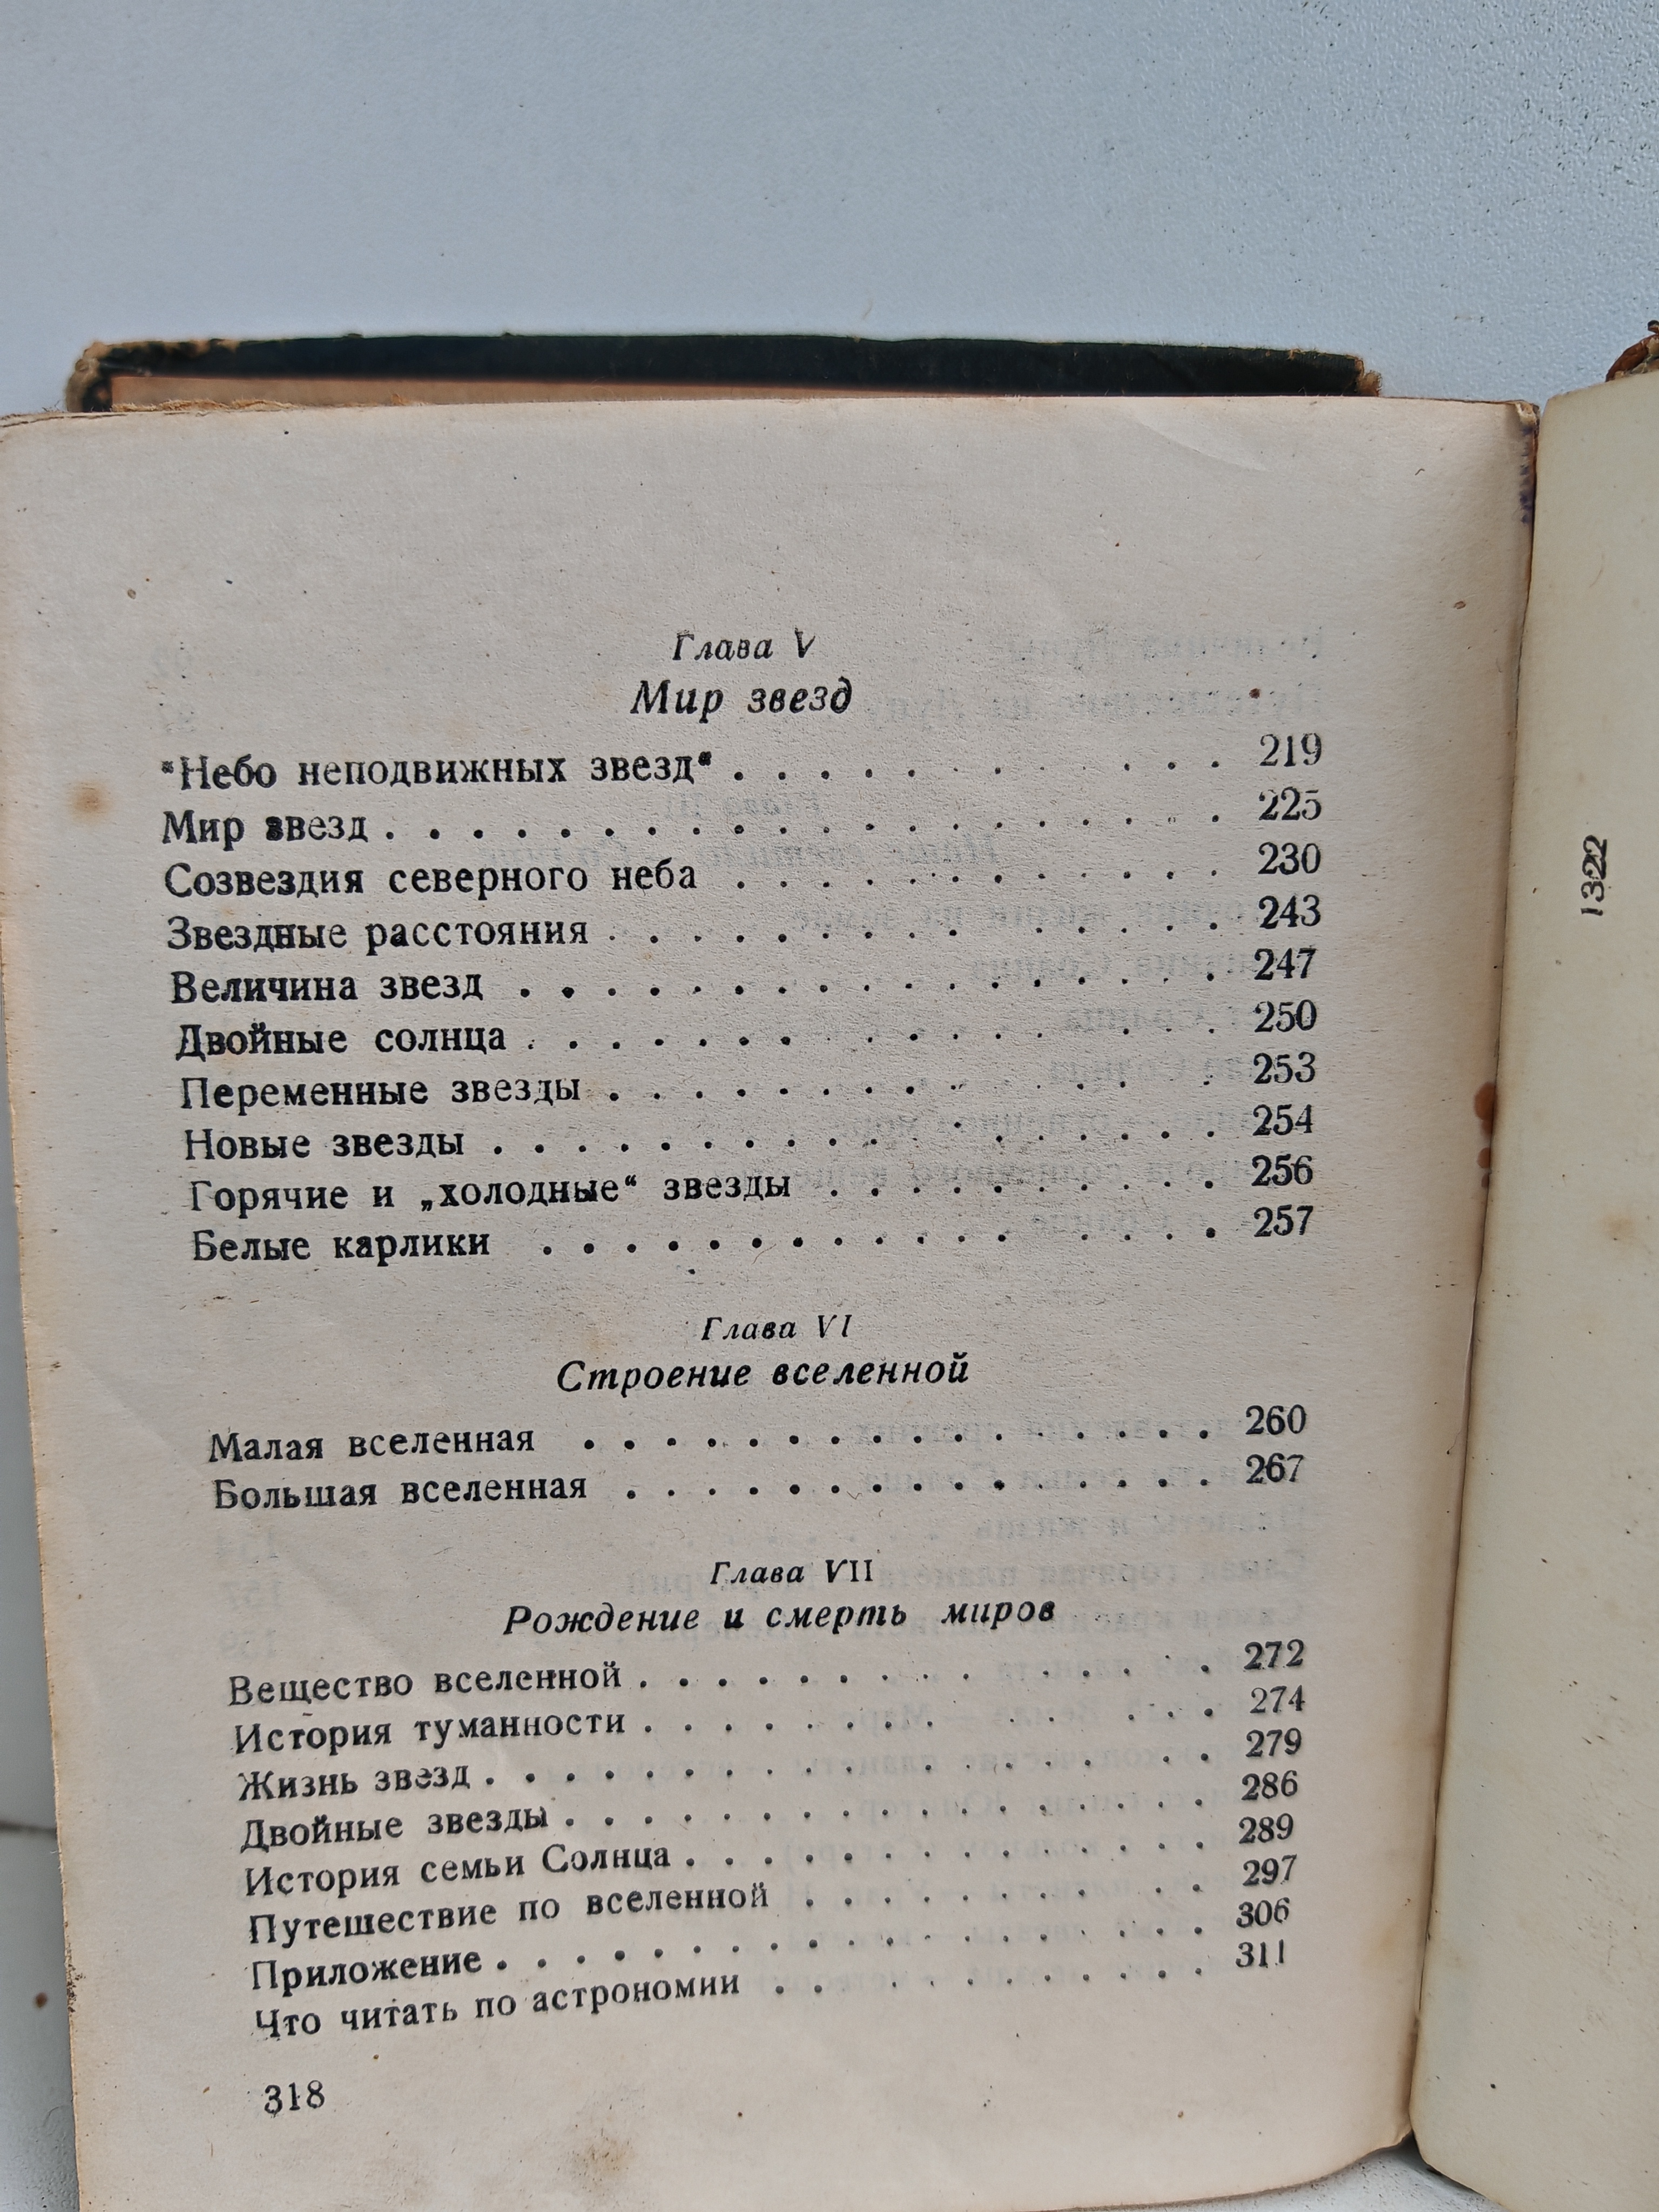 Глава V
Мир звезд
"Небо неподвижных звезд" . . . . . . . . . . 219
Мир звезд . . . . . . . . . . . . . . . . . . 225
Созвездия северного неба . . . . . . . . . . . 230
Звездные расстояния . . . . . . . . . . . . . . 243
Величина звезд . . . . . . . . . . . . . . . . 247
Двойные солнца . . . . . . . . . . . . . . . . 250
Переменные звезды . . . . . . . . . . . . . . 253
Новые звезды . . . . . . . . . . . . . . . . . 254
Горячие и „холодные“ звезды . . . . . . . . . . 256
Белые карлики . . . . . . . . . . . . . . . . 257
Глава VI
Строение вселенной
Малая вселенная . . . . . . . . . . . . . . . . 260
Большая вселенная . . . . . . . . . . . . . . . 267
Глава VII
Рождение и смерть миров
Вещество вселенной . . . . . . . . . . . . . . 272
История туманности . . . . . . . . . . . . . . 274
Жизнь звезд . . . . . . . . . . . . . . . . . . 279
Двойные звезды . . . . . . . . . . . . . . . . 286
История семьи Солнца . . . . . . . . . . . . . 289
Путешествие по вселенной . . . . . . . . . . . 297
Приложение . . . . . . . . . . . . . . . . . . 306
Что читать по астрономии . . . . . . . . . . . 311
318
1322